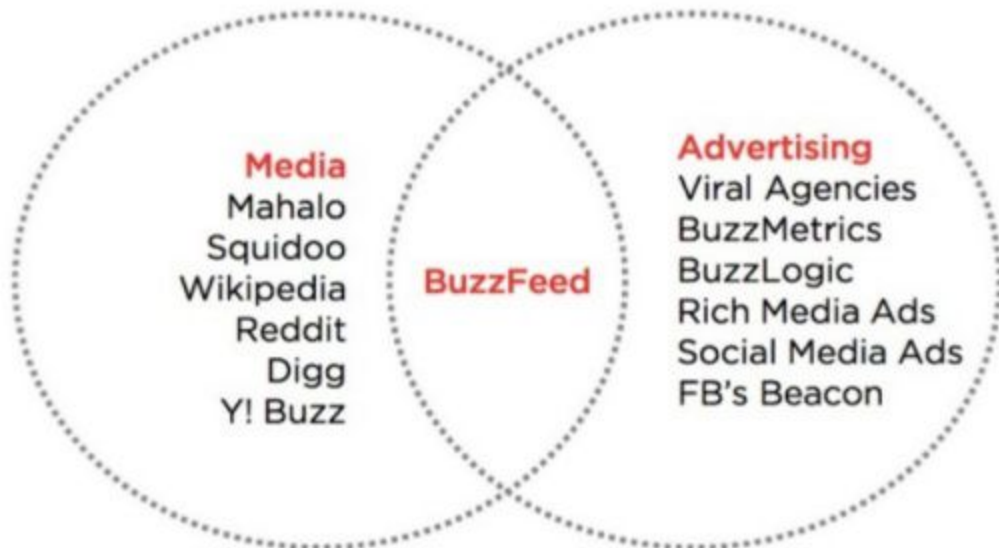 Media
Mahalo
Squidoo
Wikipedia
Reddit
Digg
Y! Buzz
BuzzFeed
Advertising
Viral Agencies
BuzzMetrics
BuzzLogic
Rich Media Ads
Social Media Ads
FB's Beacon